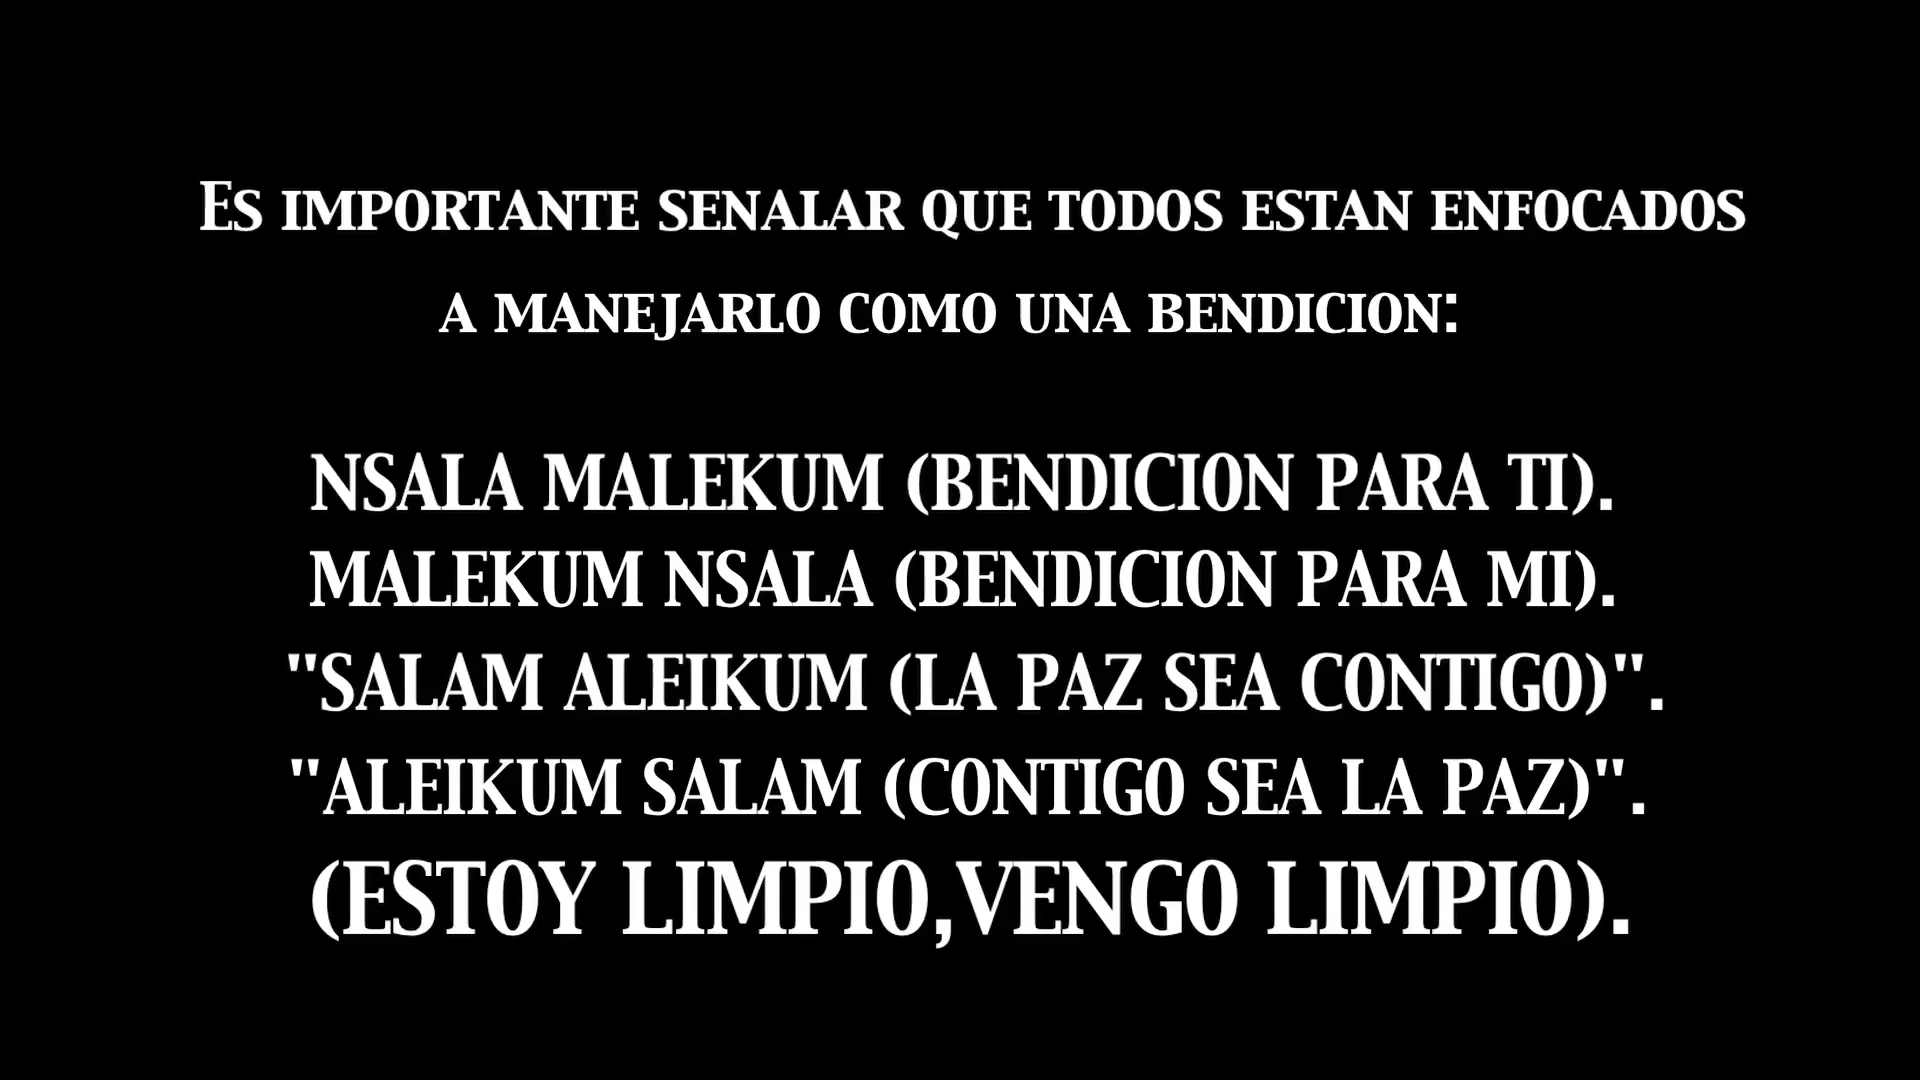 Es importante senalar que todos estan enfocados
a manejarlo como una bendicion:
NSALA MALEKUM (BENDICION PARA TI).
MALEKUM NSALA (BENDICION PARA MI).
"SALAM ALEIKUM (LA PAZ SEA CONTIGO)".
"ALEIKUM SALAM (CONTIGO SEA LA PAZ)".
(ESTOY LIMPIO,VENGO LIMPIO).